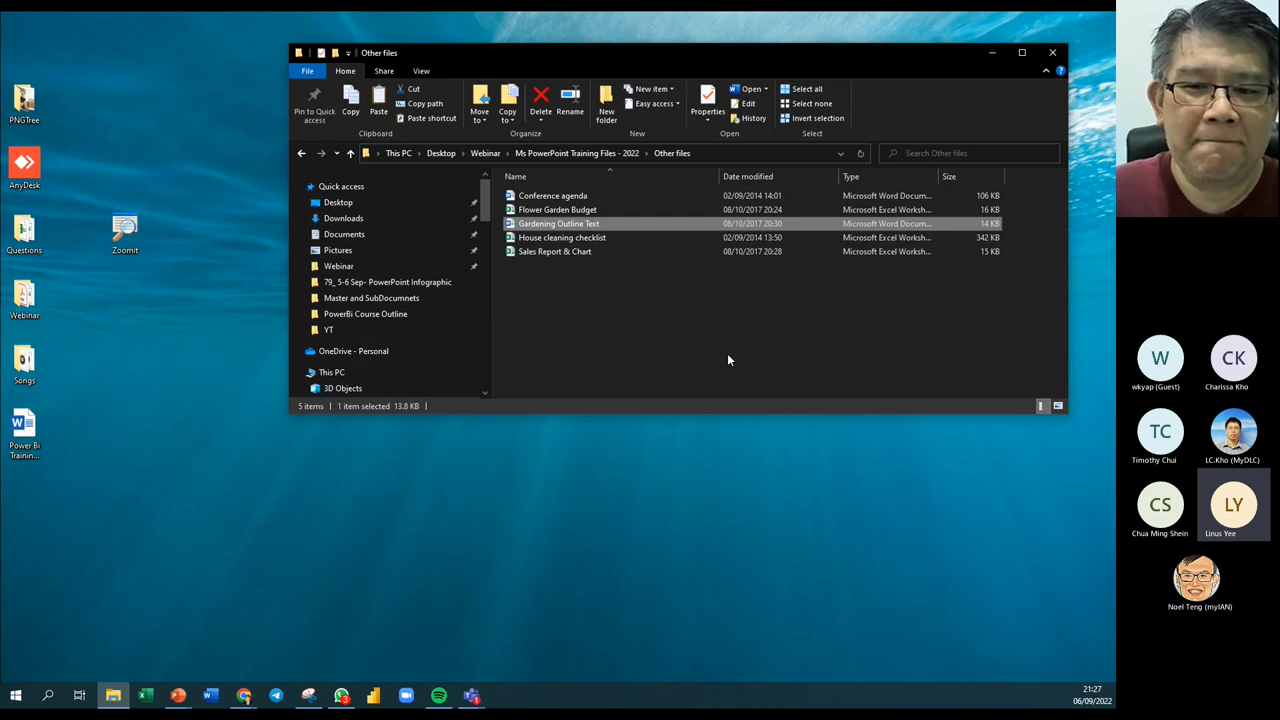 Other files
File Home Share View
Pin to Quick access
Copy
Paste
Cut
Copy path
Paste shortcut
Clipboard
Move to
Copy to
Delete
Rename
Organize
New folder
New item
Easy access
New
Properties
Open
Edit
History
Open
Select all
Select none
Invert selection
Select
This PC Desktop Webinar Ms PowerPoint Training Files - 2022 Other files
Search Other files
Quick access
Desktop
Downloads
Documents
Pictures
Webinar
79_ 5-6 Sep- PowerPoint Infographic
Master and SubDocumnets
PowerBi Course Outline
YT
OneDrive - Personal
This PC
3D Objects
Name Date modified Type Size
Conference agenda 02/09/2014 14:01 Microsoft Word Docum... 106 KB
Flower Garden Budget 08/10/2017 20:24 Microsoft Excel Worksh... 16 KB
Gardening Outline Text 08/10/2017 20:30 Microsoft Word Docum... 14 KB
House cleaning checklist 02/09/2014 13:50 Microsoft Excel Worksh... 342 KB
Sales Report & Chart 08/10/2017 20:28 Microsoft Excel Worksh... 15 KB
5 items 1 item selected 13.8 KB
PNGTree
AnyDesk
Questions
Zoomit
Webinar
Songs
Power Bi
Trainin...
W
wkyap (Guest)
CK
Charissa Kho
TC
Timothy Chui
LC.Kho (MyDLC)
CS
Chua Ming Shein
LY
Linus Yee
Noel Teng (myIAN)
21:27
06/09/2022